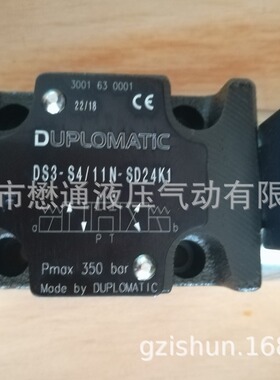 3001 63 0001
22/18 CE
DUPLOMATIC
DS3-S4/11N-SD24K1
市懋通液压气动有限公
a P T b
Pmax 350 bar
Made by DUPLOMATIC
gzishun.168